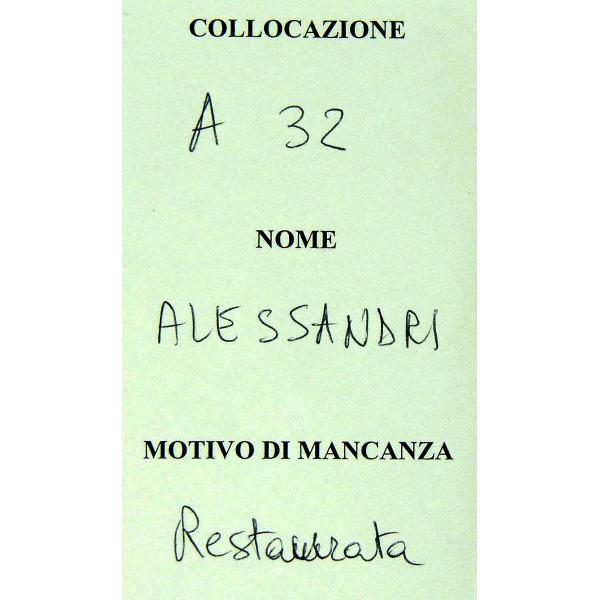 COLLOCAZIONE
A 32
NOME
ALESSANDRI
MOTIVO DI MANCANZA
Restaurata